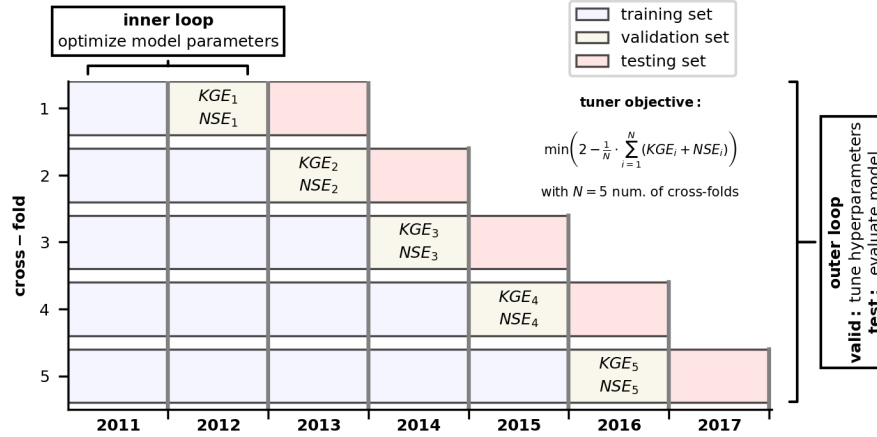 inner loop
optimize model parameters
training set
validation set
testing set
tuner objective:
min(2 − 1/N · ∑_{i=1}^{N} (KGE_i + NSE_i))
with N = 5 num. of cross-folds
cross − fold
1
KGE₁
NSE₁
2
KGE₂
NSE₂
3
KGE₃
NSE₃
4
KGE₄
NSE₄
5
KGE₅
NSE₅
2011 2012 2013 2014 2015 2016 2017
outer loop
valid: tune hyperparameters
test: evaluate model